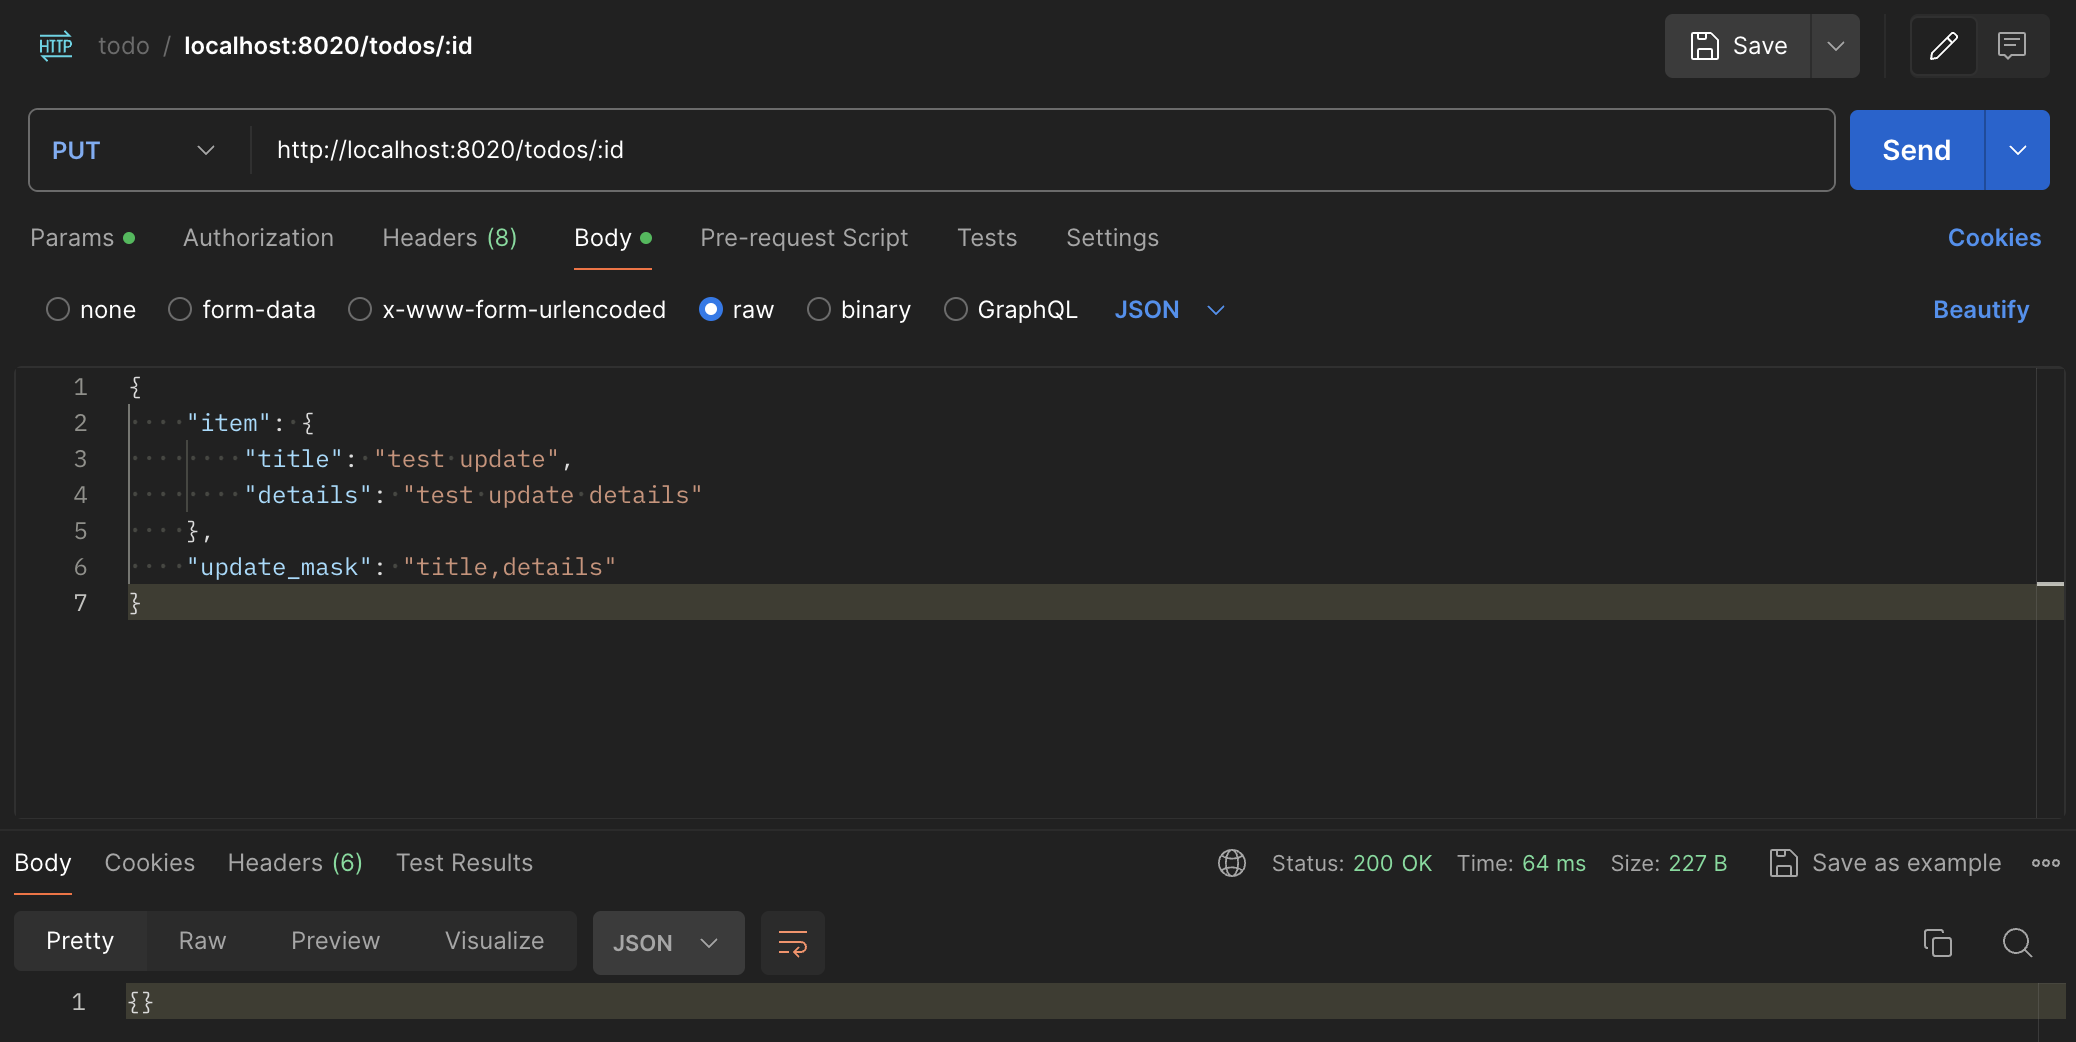 HTTP todo / localhost:8020/todos/:id Save
PUT http://localhost:8020/todos/:id Send
Params Authorization Headers (8) Body Pre-request Script Tests Settings Cookies
none form-data x-www-form-urlencoded raw binary GraphQL JSON Beautify
1 {
2 "item": {
3 "title": "test update",
4 "details": "test update details"
5 },
6 "update_mask": "title,details"
7 }
Body Cookies Headers (6) Test Results Status: 200 OK Time: 64 ms Size: 227 B Save as example
Pretty Raw Preview Visualize JSON
1 {}